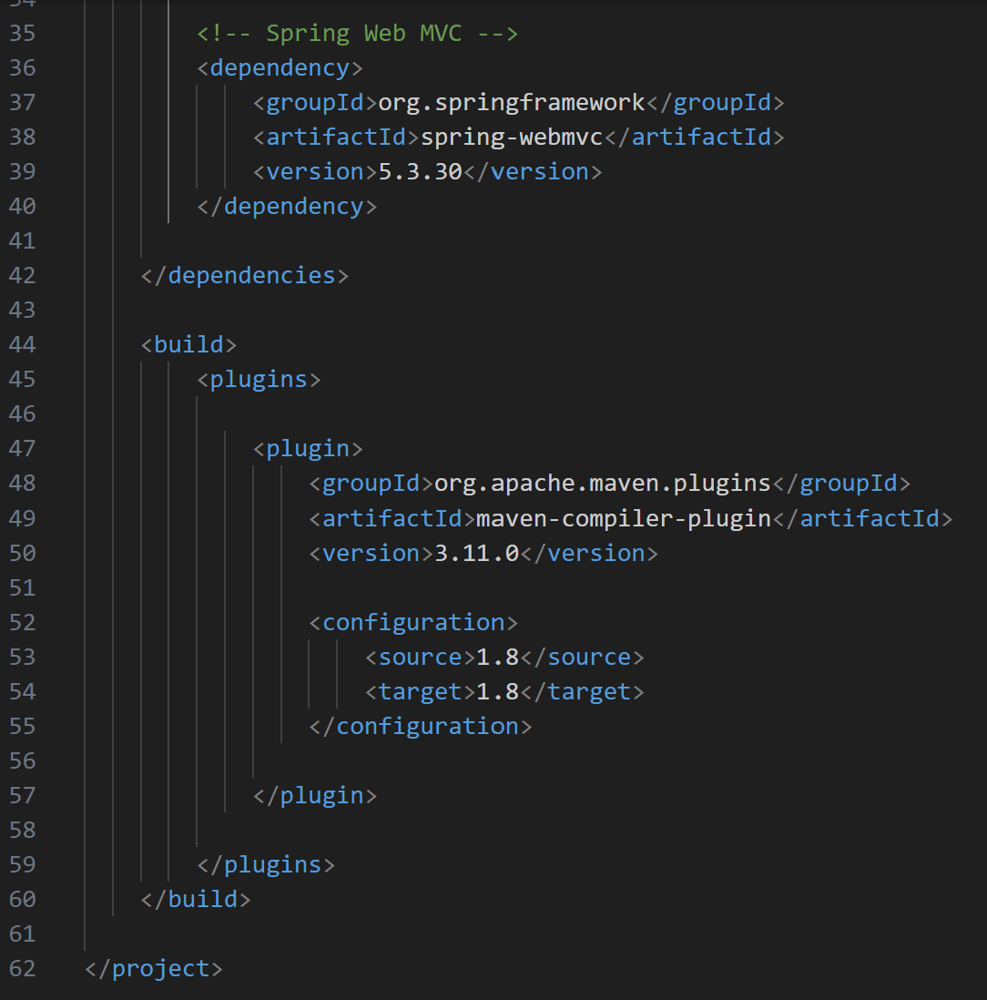 35 <!-- Spring Web MVC -->
36 <dependency>
37 <groupId>org.springframework</groupId>
38 <artifactId>spring-webmvc</artifactId>
39 <version>5.3.30</version>
40 </dependency>
41
42 </dependencies>
43
44 <build>
45 <plugins>
46
47 <plugin>
48 <groupId>org.apache.maven.plugins</groupId>
49 <artifactId>maven-compiler-plugin</artifactId>
50 <version>3.11.0</version>
51
52 <configuration>
53 <source>1.8</source>
54 <target>1.8</target>
55 </configuration>
56
57 </plugin>
58
59 </plugins>
60 </build>
61
62 </project>